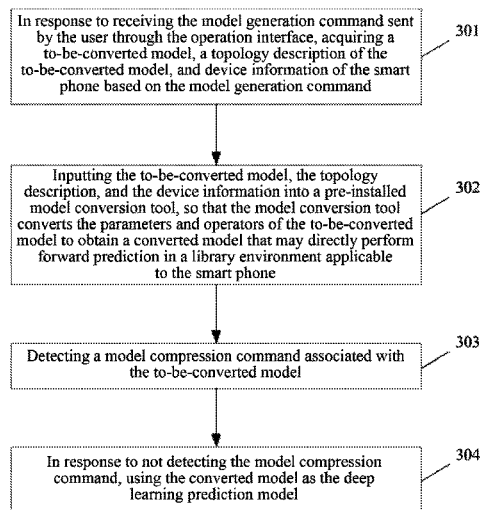 In response to receiving the model generation command sent
by the user through the operation interface, acquiring a
to-be-converted model, a topology description of the
to-be-converted model, and device information of the smart
phone based on the model generation command
301
Inputting the to-be-converted model, the topology
description, and the device information into a pre-installed
model conversion tool, so that the model conversion tool
converts the parameters and operators of the to-be-converted
model to obtain a converted model that may directly perform
forward prediction in a library environment applicable
to the smart phone
302
Detecting a model compression command associated with
the to-be-converted model
303
In response to not detecting the model compression
command, using the converted model as the deep
learning prediction model
304